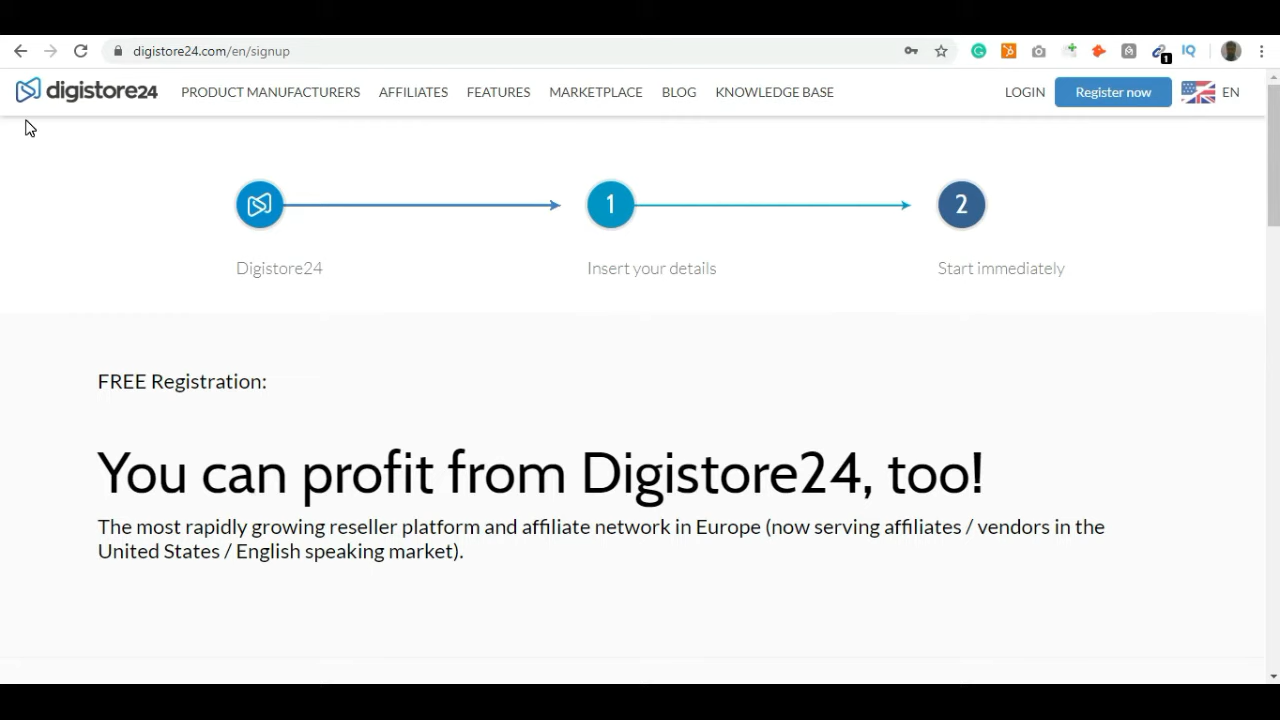 digistore24.com/en/signup
1
IQ
digistore24 PRODUCT MANUFACTURERS AFFILIATES FEATURES MARKETPLACE BLOG KNOWLEDGE BASE LOGIN Register now EN
1 2
Digistore24 Insert your details Start immediately
FREE Registration:
You can profit from Digistore24, too!
The most rapidly growing reseller platform and affiliate network in Europe (now serving affiliates / vendors in the
United States / English speaking market).